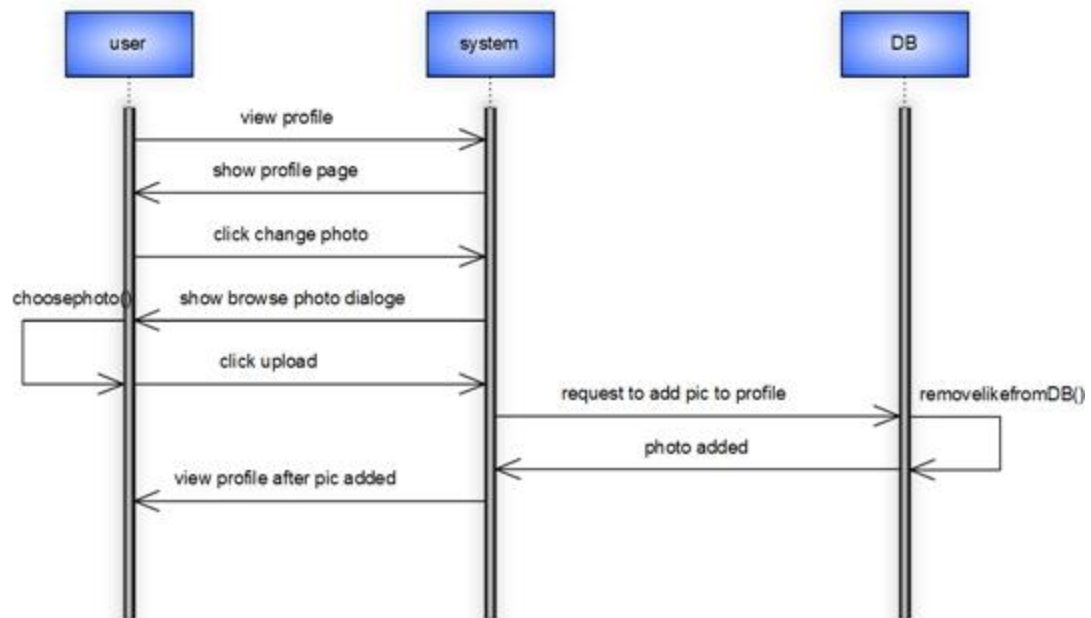 user
system
DB
view profile
show profile page
click change photo
choosephoto()
show browse photo dialoge
click upload
request to add pic to profile
removelikefromDB()
photo added
view profile after pic added